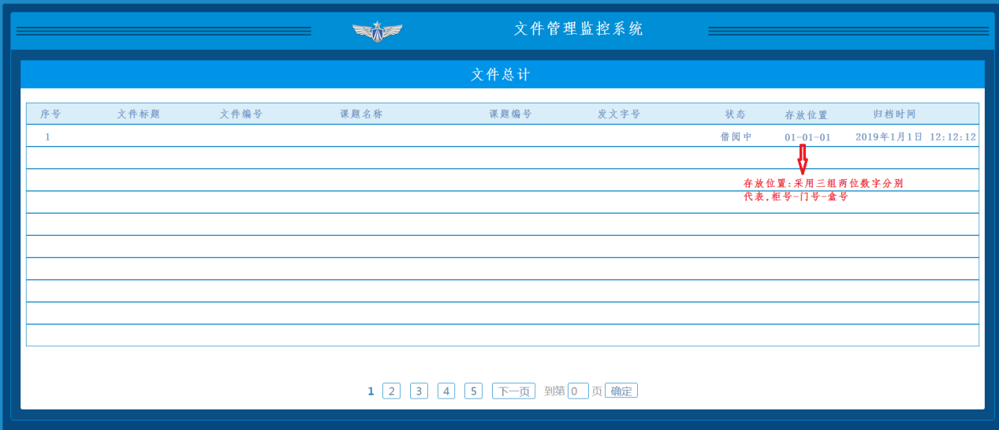 文件管理监控系统
文件总计
序号 文件标题 文件编号 课题名称 课题编号 发文字号 状态 存放位置 归档时间
1 借阅中 01-01-01 2019年1月1日 12:12:12
存放位置:采用三组两位数字分别
代表,柜号-门号-盒号
1 2 3 4 5 下一页 到第 0 页 确定